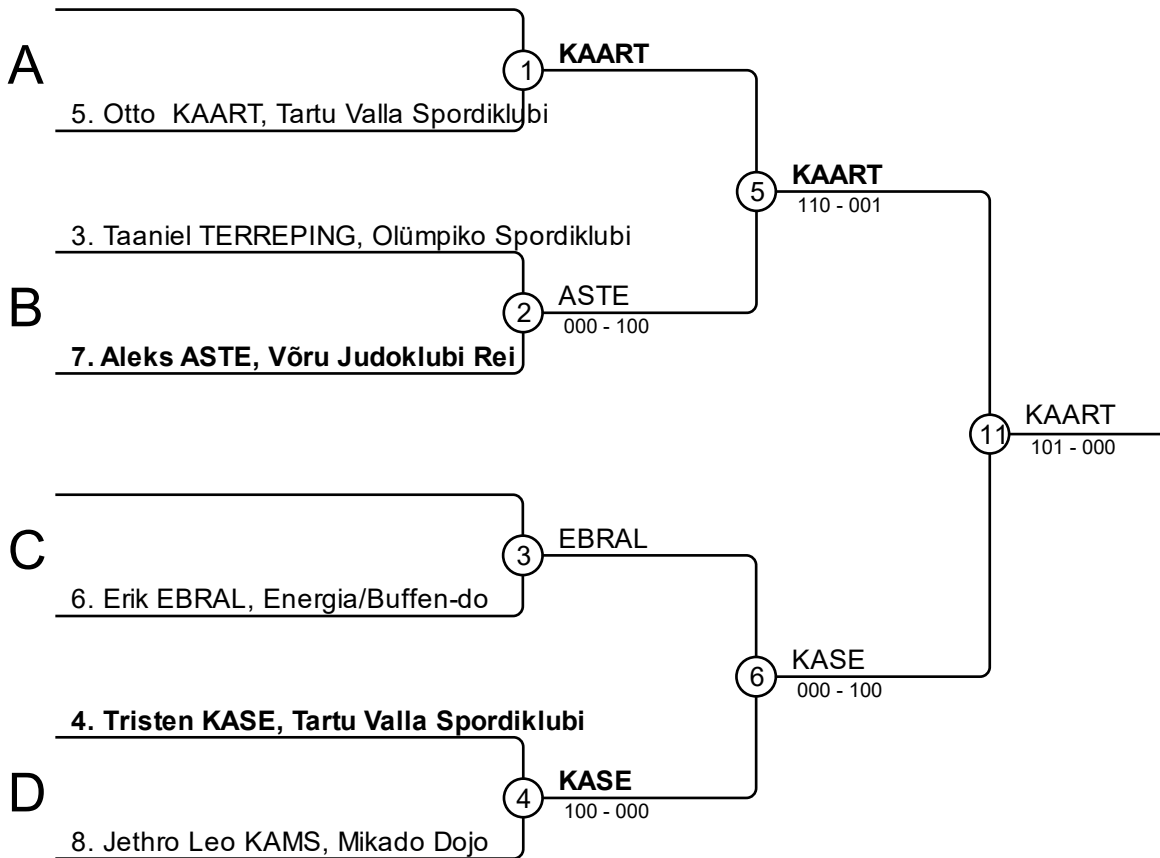 A
1
KAART
5. Otto KAART, Tartu Valla Spordiklubi
5
KAART
110 - 001
3. Taaniel TERREPING, Olümpiko Spordiklubi
B
2
ASTE
000 - 100
7. Aleks ASTE, Võru Judoklubi Rei
11
KAART
101 - 000
C
3
EBRAL
6. Erik EBRAL, Energia/Buffen-do
6
KASE
000 - 100
4. Tristen KASE, Tartu Valla Spordiklubi
D
4
KASE
100 - 000
8. Jethro Leo KAMS, Mikado Dojo